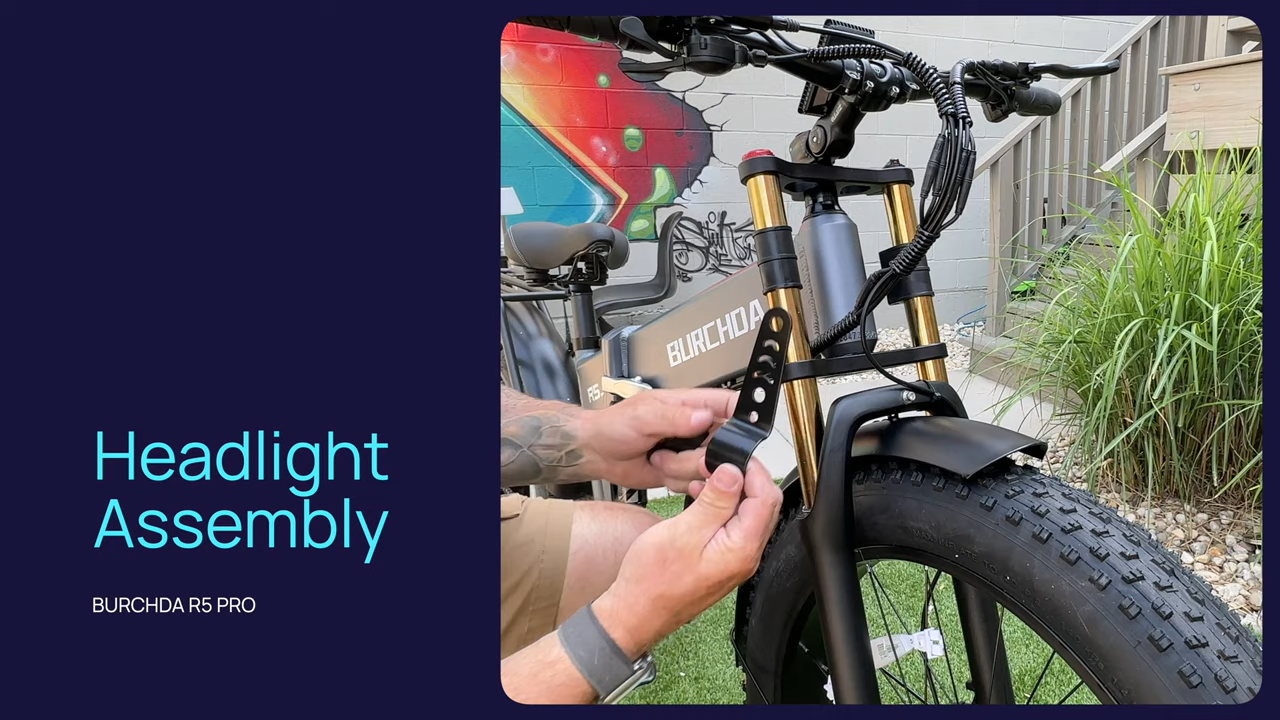 Headlight
Assembly
BURCHDA R5 PRO
BURCHDA
R5